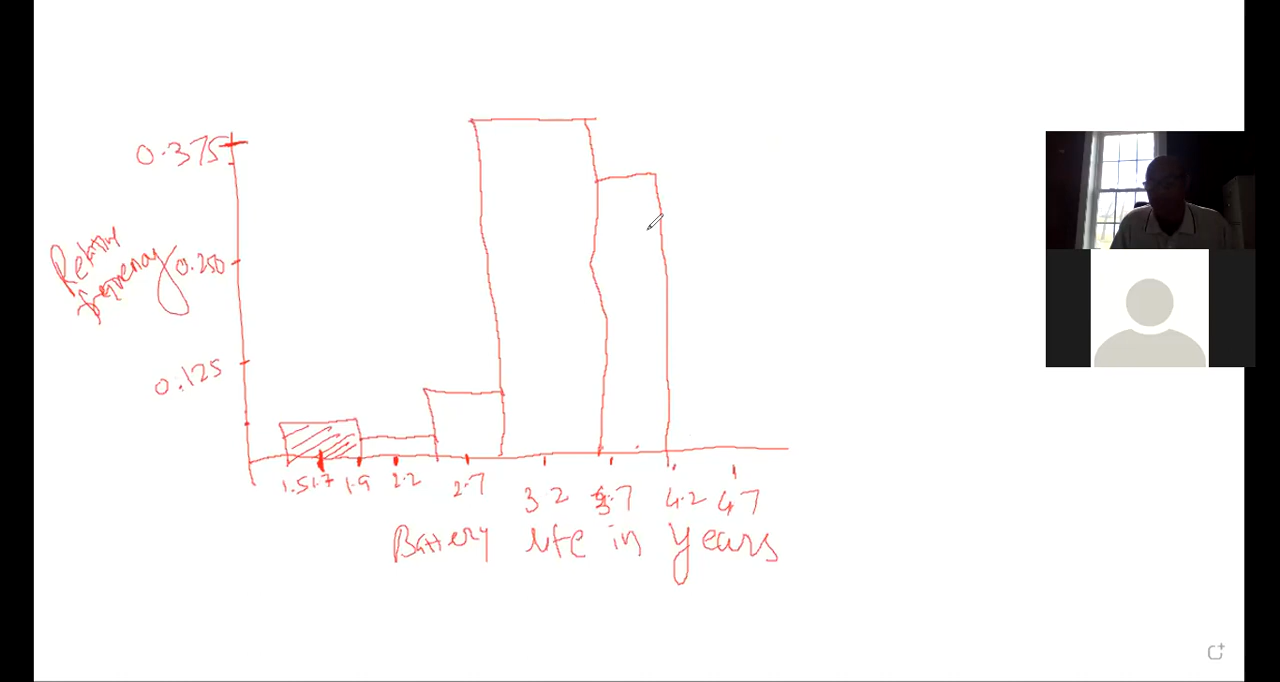 0.375
Relative
frequency
0.250
0.125
1.5 1.7 1.9 2.2 2.7 3.2 3.7 4.2 4.7
Battery life in years